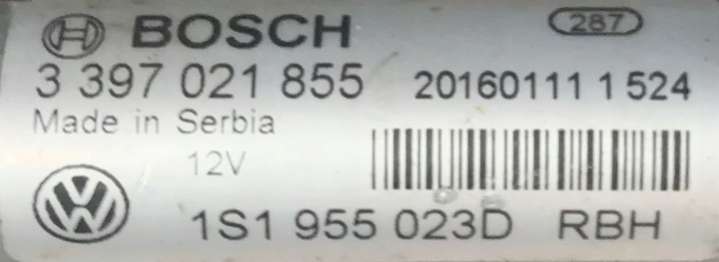 BOSCH 287
3 397 021 855 20160111 1 524
Made in Serbia
12V
1S1 955 023D RBH